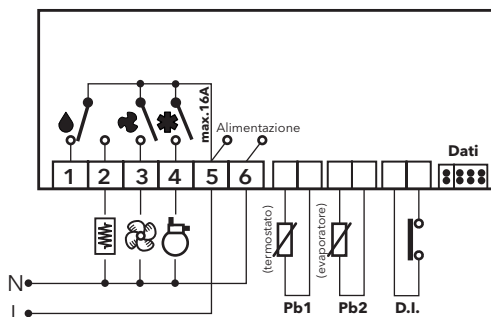 max.16A
Alimentazione
Dati
1 2 3 4 5 6
(termostato)
(evaporatore)
N
L
Pb1 Pb2 D.I.